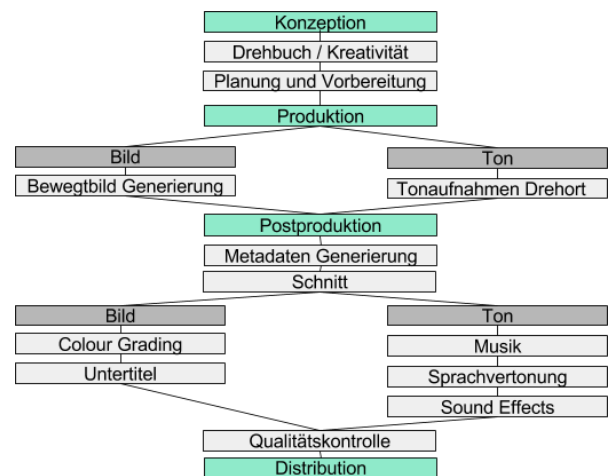 Konzeption
Drehbuch / Kreativität
Planung und Vorbereitung
Produktion
Bild
Ton
Bewegtbild Generierung
Tonaufnahmen Drehort
Postproduktion
Metadaten Generierung
Schnitt
Bild
Ton
Colour Grading
Musik
Untertitel
Sprachvertonung
Sound Effects
Qualitätskontrolle
Distribution